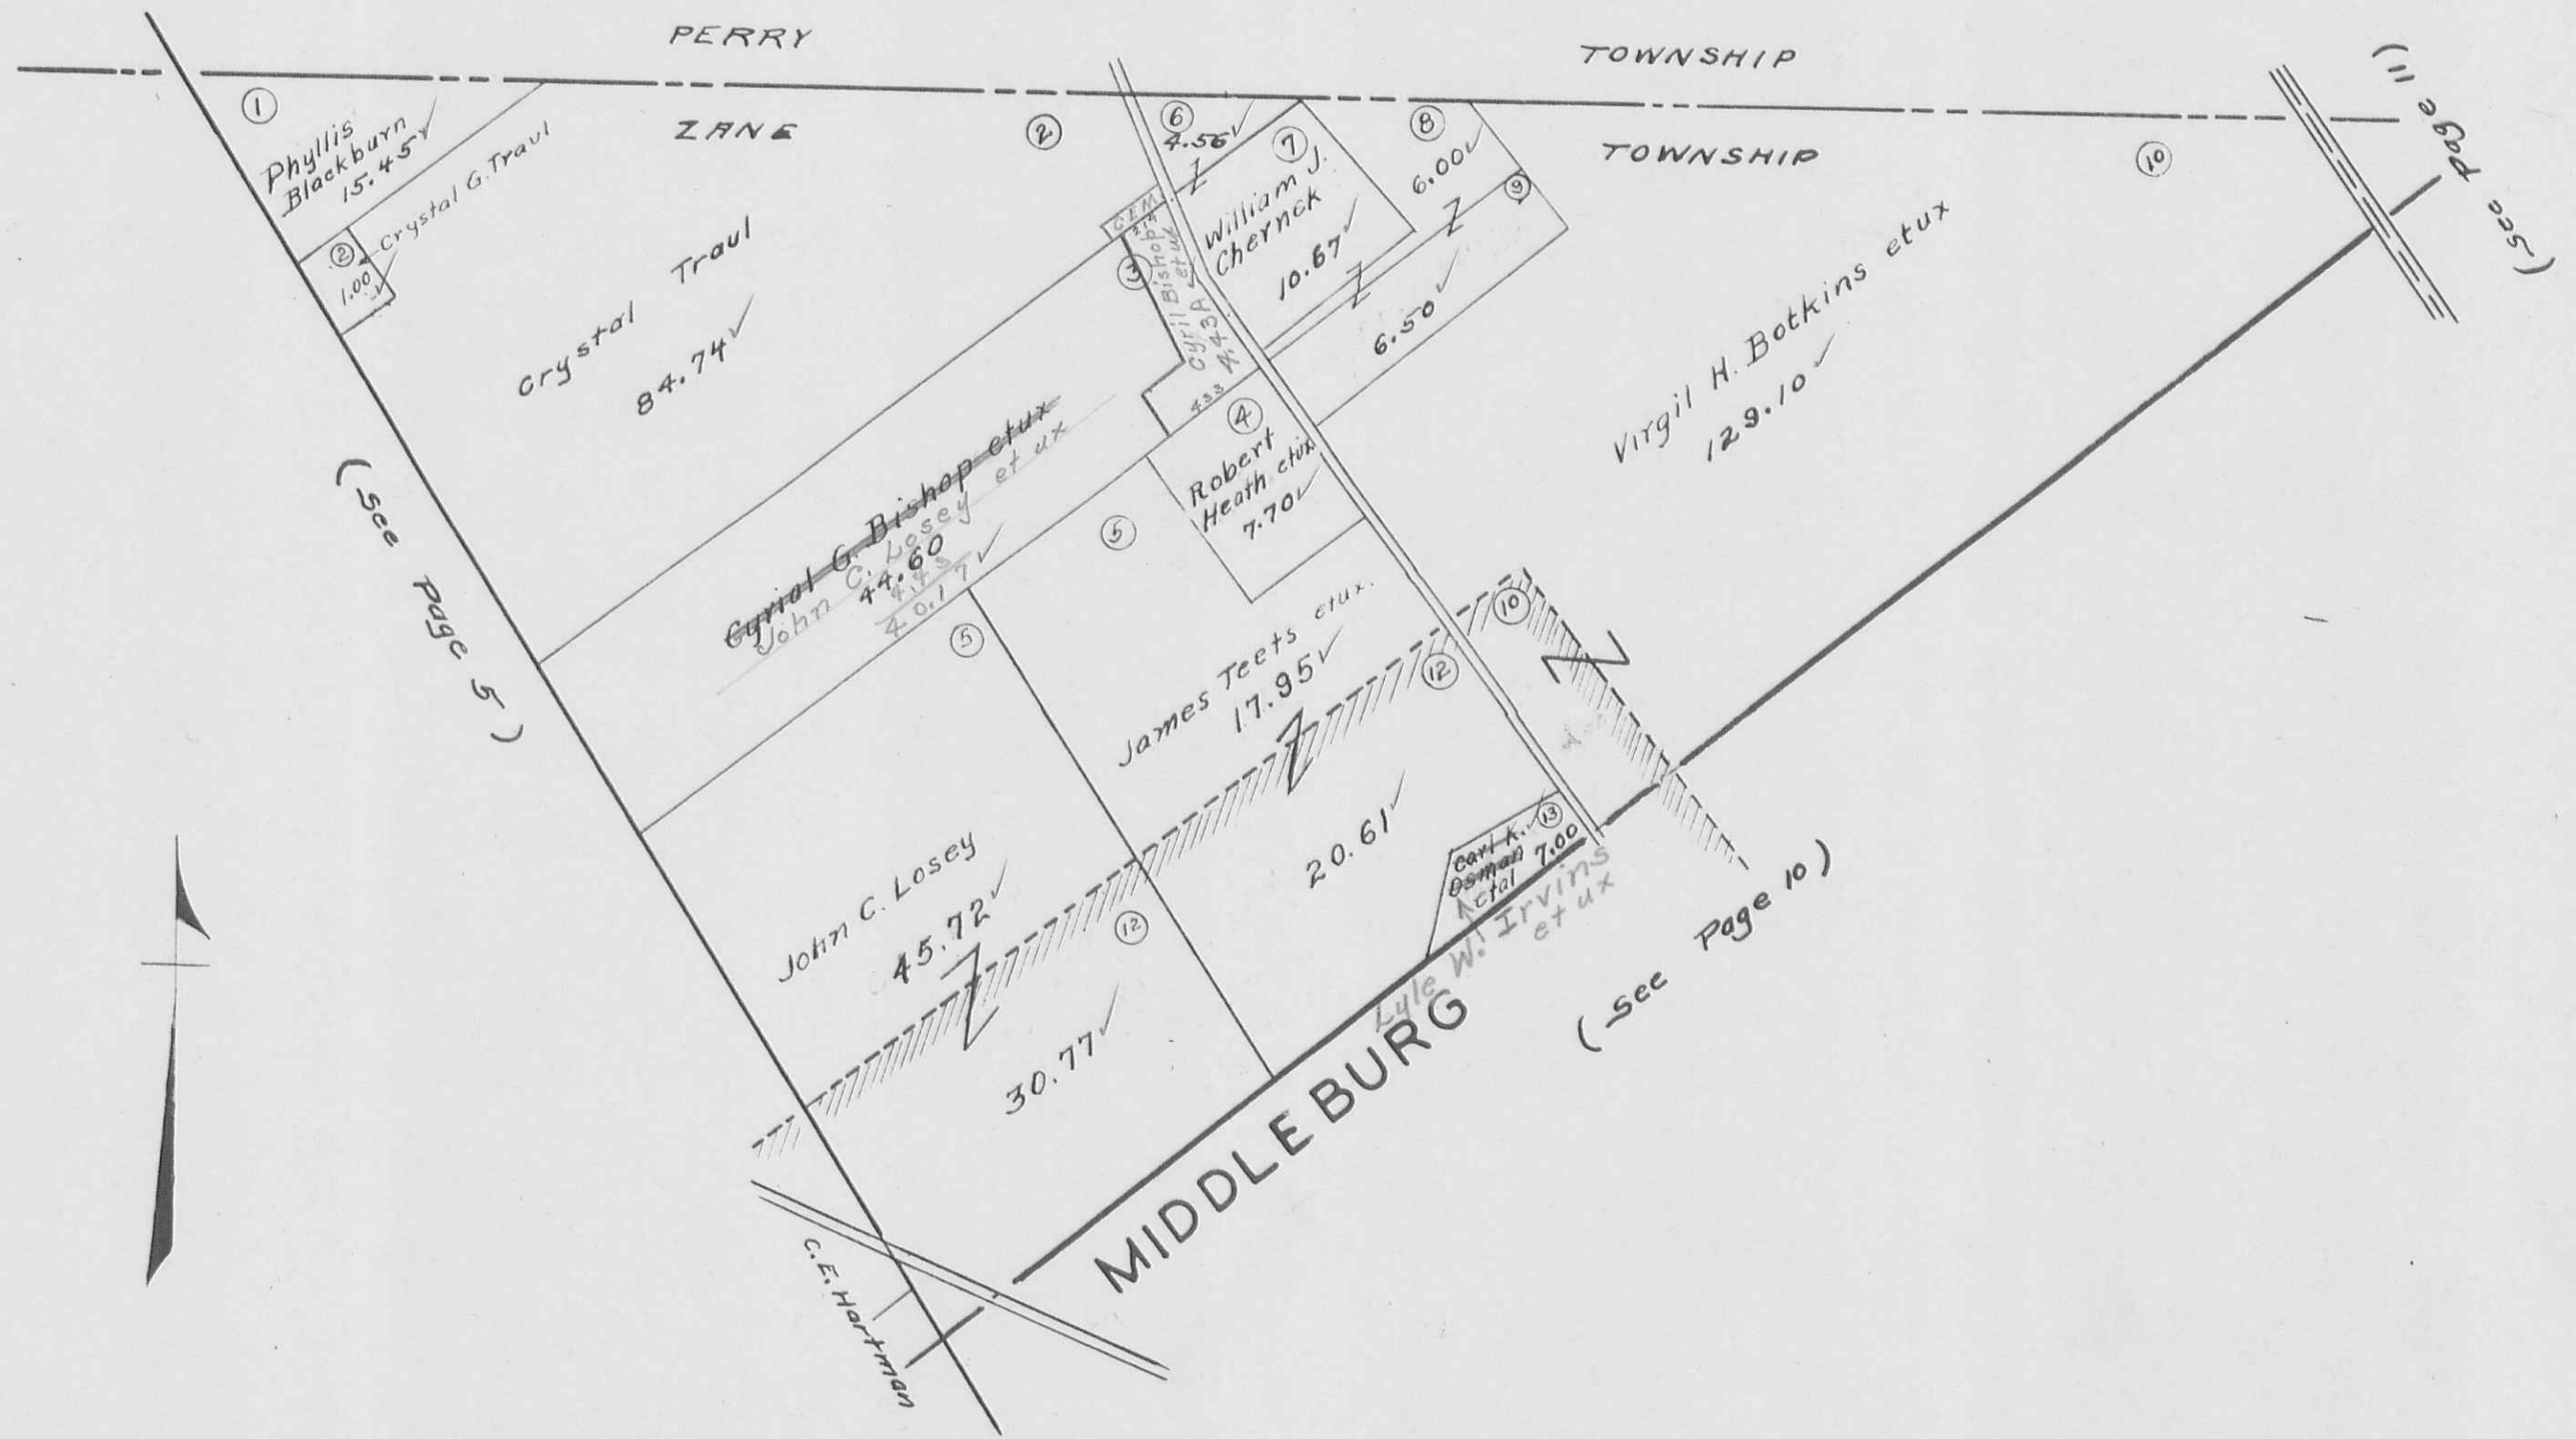 PERRY TOWNSHIP
ZANE TOWNSHIP
(See Page 11)
1
Phyllis
Blackburn
15.45✓
2
Crystal G. Traul
1.00✓
2
Crystal Traul
84.74✓
6
4.56✓
Z
7
William J.
Chernek
10.67✓
8
6.00✓
Z
9
Z
6.50✓
10
Virgil H. Botkins etux
129.10✓
CEM
3
Cyril Bishop
et ux
4.43A
4
Robert
Heath etux
7.70✓
Cyriol G. Bishop etux
John C. Losey et ux
44.60
4.43
40.17✓
5
5
James Teets etux.
17.95✓
Z
12
10
Z
20.61✓
13
Carl K.✓
Osman 7.00
etal
Lyle W. Irvins
et ux
John C. Losey
45.72✓
Z
12
30.77✓
(See Page 5)
(See Page 10)
MIDDLEBURG
C.E. Hartman